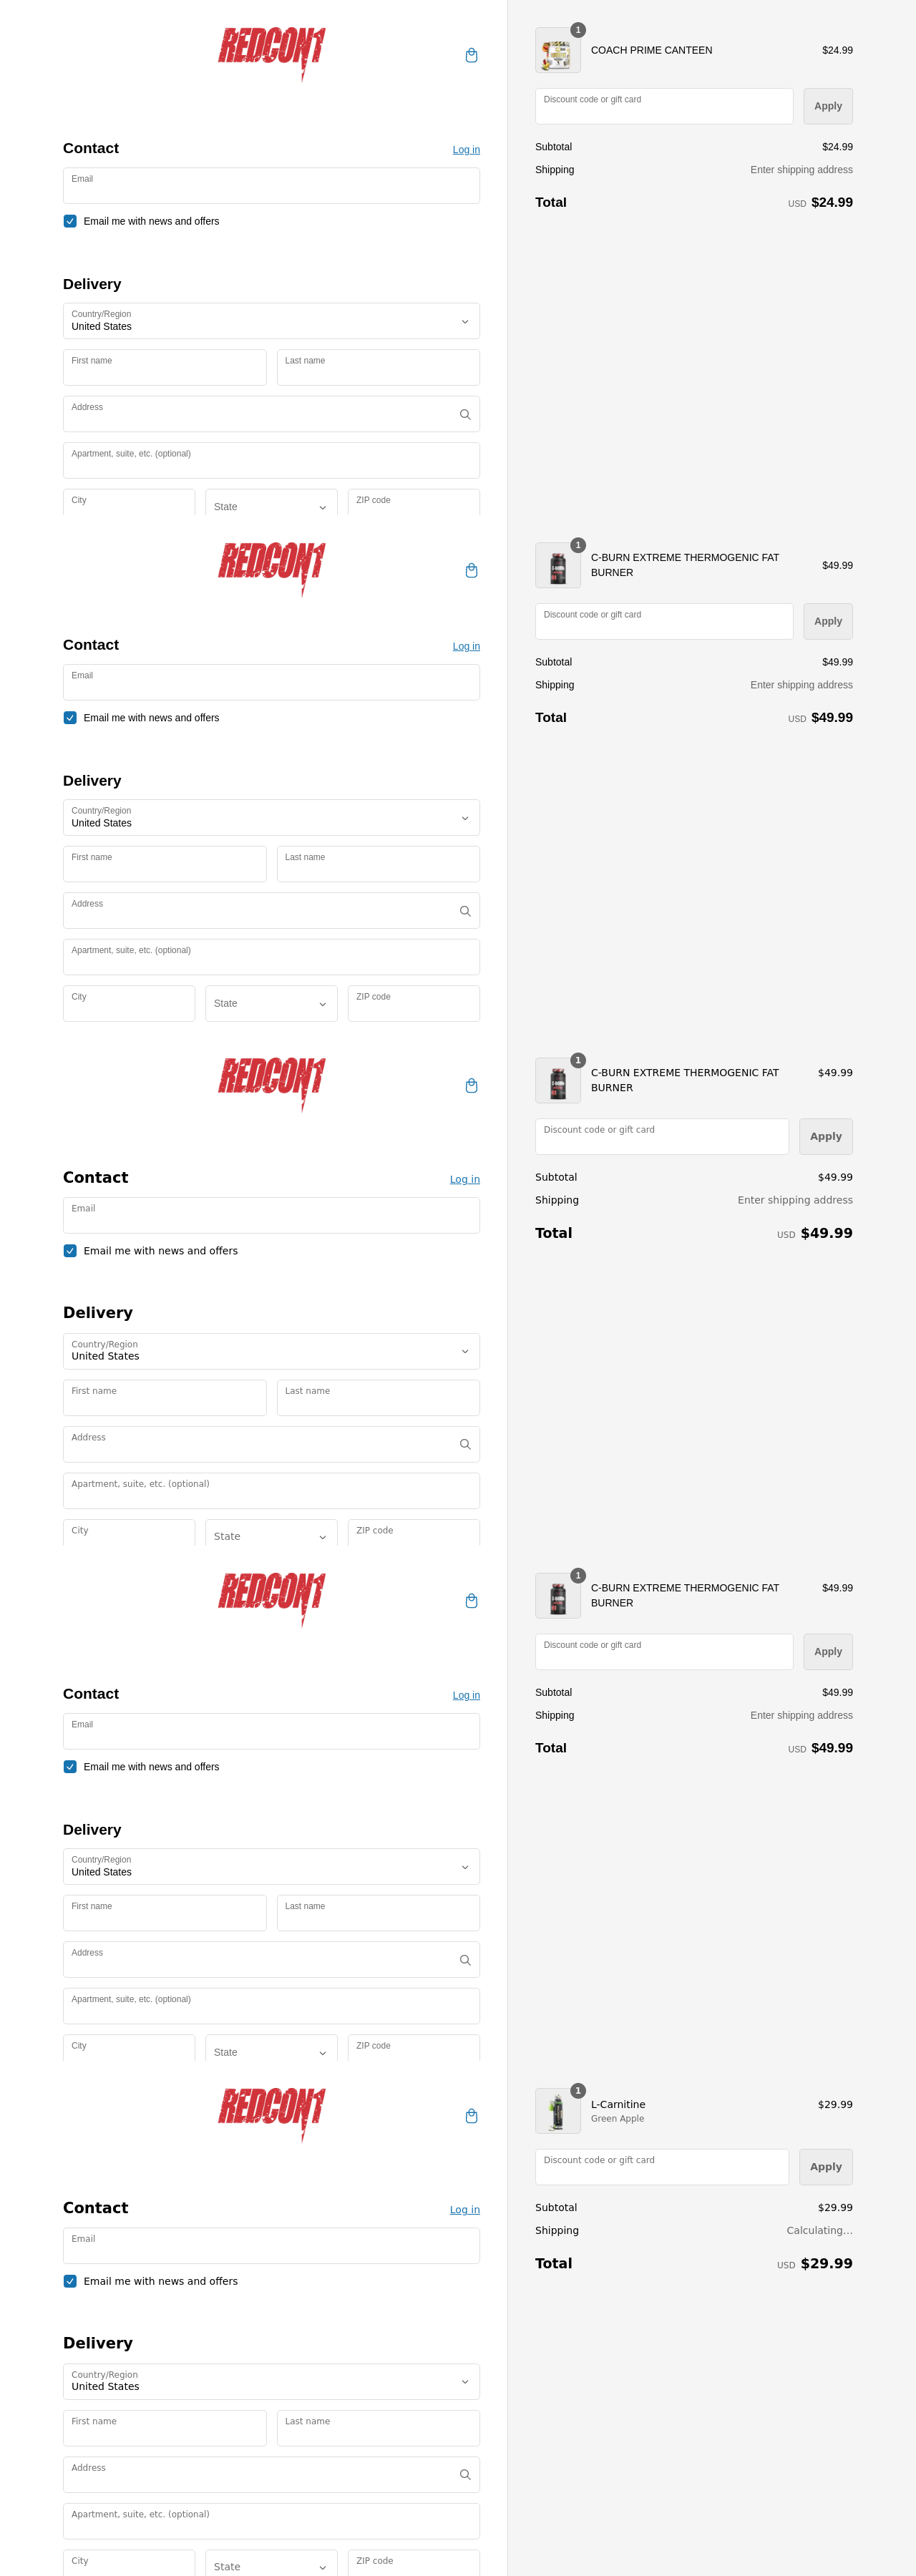 REDCON1
Contact
Log in
Email
Email me with news and offers
Delivery
Country/Region
United States
First name
Last name
Address
Apartment, suite, etc. (optional)
City
State
ZIP code
1
COACH PRIME CANTEEN
$24.99
Discount code or gift card
Apply
Subtotal
$24.99
Shipping
Enter shipping address
Total
USD $24.99
REDCON1
Contact
Log in
Email
Email me with news and offers
Delivery
Country/Region
United States
First name
Last name
Address
Apartment, suite, etc. (optional)
City
State
ZIP code
1
C-BURN EXTREME THERMOGENIC FAT
BURNER
$49.99
Discount code or gift card
Apply
Subtotal
$49.99
Shipping
Enter shipping address
Total
USD $49.99
REDCON1
Contact
Log in
Email
Email me with news and offers
Delivery
Country/Region
United States
First name
Last name
Address
Apartment, suite, etc. (optional)
City
State
ZIP code
1
C-BURN EXTREME THERMOGENIC FAT
BURNER
$49.99
Discount code or gift card
Apply
Subtotal
$49.99
Shipping
Enter shipping address
Total
USD $49.99
REDCON1
Contact
Log in
Email
Email me with news and offers
Delivery
Country/Region
United States
First name
Last name
Address
Apartment, suite, etc. (optional)
City
State
ZIP code
1
C-BURN EXTREME THERMOGENIC FAT
BURNER
$49.99
Discount code or gift card
Apply
Subtotal
$49.99
Shipping
Enter shipping address
Total
USD $49.99
REDCON1
Contact
Log in
Email
Email me with news and offers
Delivery
Country/Region
United States
First name
Last name
Address
Apartment, suite, etc. (optional)
City
State
ZIP code
1
L-Carnitine
Green Apple
$29.99
Discount code or gift card
Apply
Subtotal
$29.99
Shipping
Calculating...
Total
USD $29.99